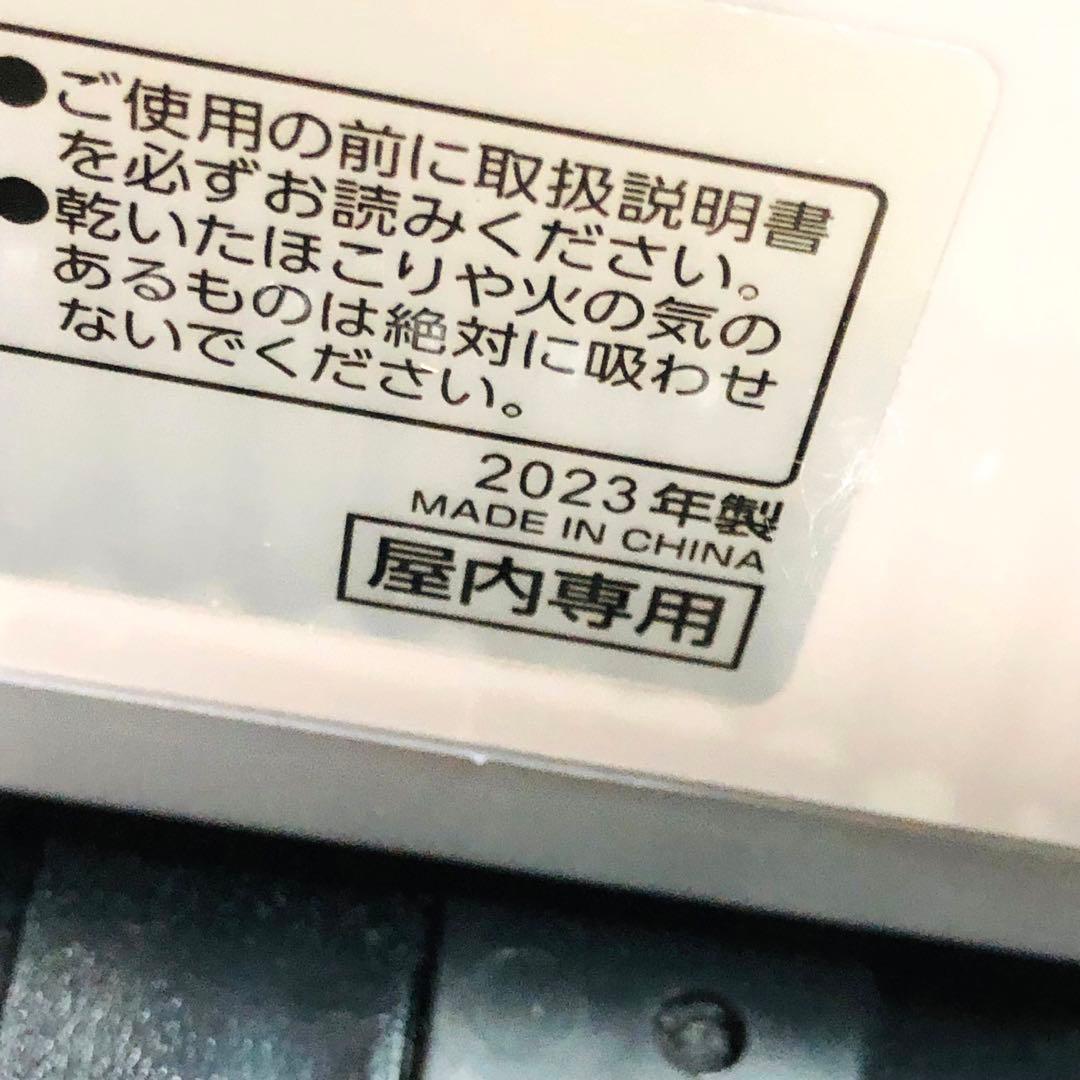 ●ご使用の前に取扱説明書
を必ずお読みください。
●乾いたほこりや火の気の
あるものは絶対に吸わせ
ないでください。
2023年製
MADE IN CHINA
屋内専用